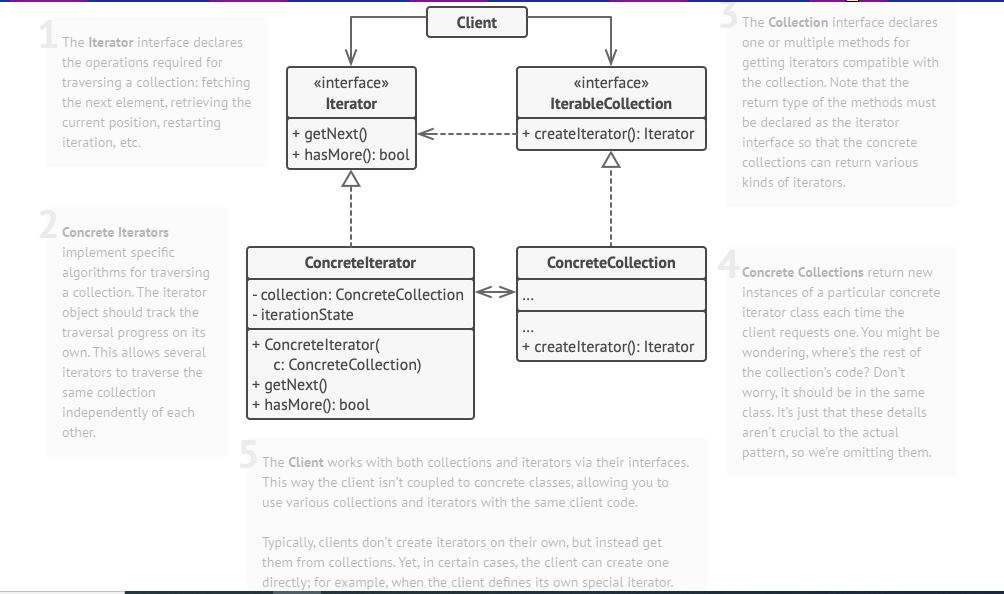 Client
1
The Iterator interface declares
the operations required for
traversing a collection: fetching
the next element, retrieving the
current position, restarting
iteration, etc.
«interface»
Iterator
+ getNext()
+ hasMore(): bool
«interface»
IterableCollection
+ createIterator(): Iterator
3
The Collection interface declares
one or multiple methods for
getting iterators compatible with
the collection. Note that the
return type of the methods must
be declared as the iterator
interface so that the concrete
collections can return various
kinds of iterators.
2
Concrete Iterators
implement specific
algorithms for traversing
a collection. The iterator
object should track the
traversal progress on its
own. This allows several
iterators to traverse the
same collection
independently of each
other.
ConcreteIterator
- collection: ConcreteCollection
- iterationState
+ ConcreteIterator(
c: ConcreteCollection)
+ getNext()
+ hasMore(): bool
ConcreteCollection
...
...
+ createIterator(): Iterator
4
Concrete Collections return new
instances of a particular concrete
iterator class each time the
client requests one. You might be
wondering, where's the rest of
the collection's code? Don't
worry, it should be in the same
class. It's just that these details
aren't crucial to the actual
pattern, so we're omitting them.
5
The Client works with both collections and iterators via their interfaces.
This way the client isn't coupled to concrete classes, allowing you to
use various collections and iterators with the same client code.
Typically, clients don't create iterators on their own, but instead get
them from collections. Yet, in certain cases, the client can create one
directly; for example, when the client defines its own special iterator.